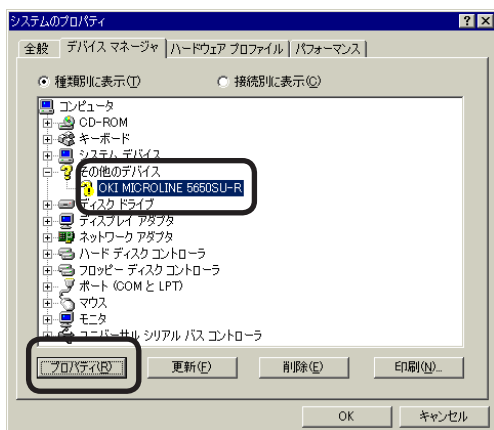 システムのプロパティ
全般 デバイス マネージャ ハードウェア プロファイル パフォーマンス
種類別に表示(T) 接続別に表示(C)
コンピュータ
CD-ROM
キーボード
システム デバイス
その他のデバイス
OKI MICROLINE 5650SU-R
ディスク ドライブ
ディスプレイ アダプタ
ネットワーク アダプタ
ハード ディスク コントローラ
フロッピー ディスク コントローラ
ポート (COM と LPT)
マウス
モニタ
ユニバーサル シリアル バス コントローラ
プロパティ(R) 更新(F) 削除(E) 印刷(N)...
OK キャンセル